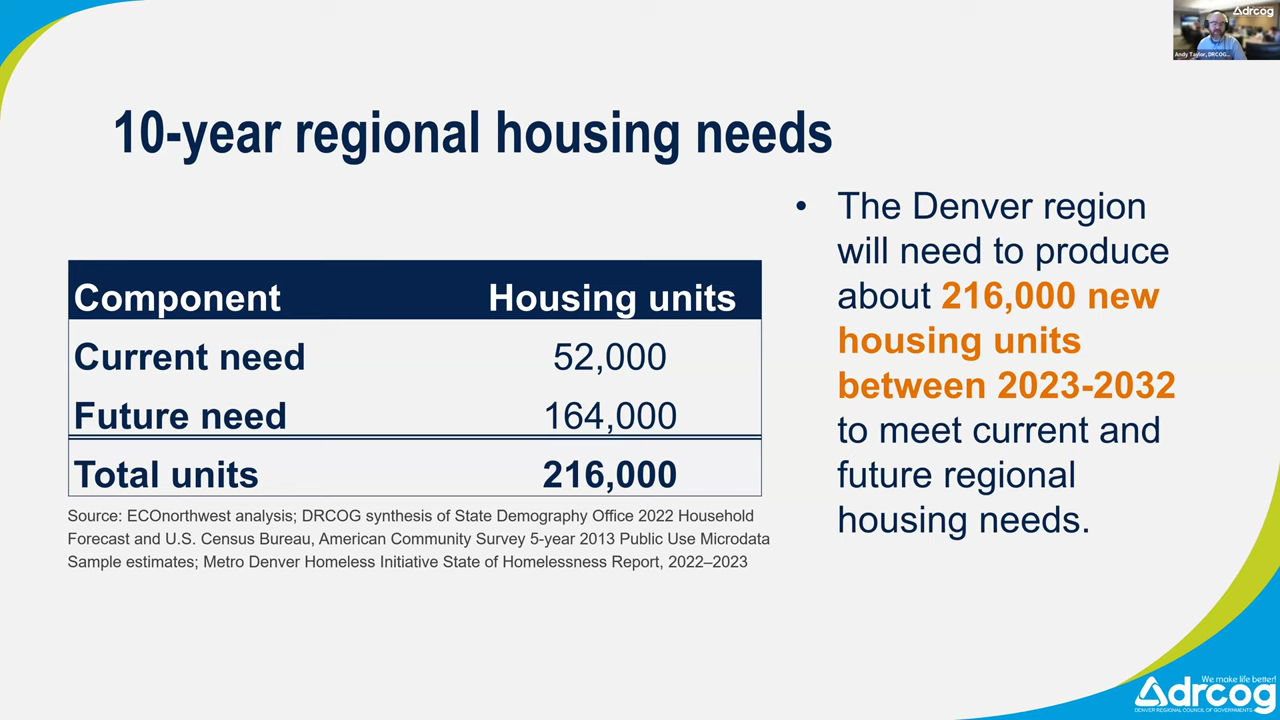 drcog
Andy Taylor, DRCOG...
10-year regional housing needs
Component Housing units
Current need 52,000
Future need 164,000
Total units 216,000
Source: ECOnorthwest analysis; DRCOG synthesis of State Demography Office 2022 Household
Forecast and U.S. Census Bureau, American Community Survey 5-year 2013 Public Use Microdata
Sample estimates; Metro Denver Homeless Initiative State of Homelessness Report, 2022–2023
• The Denver region
will need to produce
about 216,000 new
housing units
between 2023-2032
to meet current and
future regional
housing needs.
We make life better!
drcog
DENVER REGIONAL COUNCIL OF GOVERNMENTS